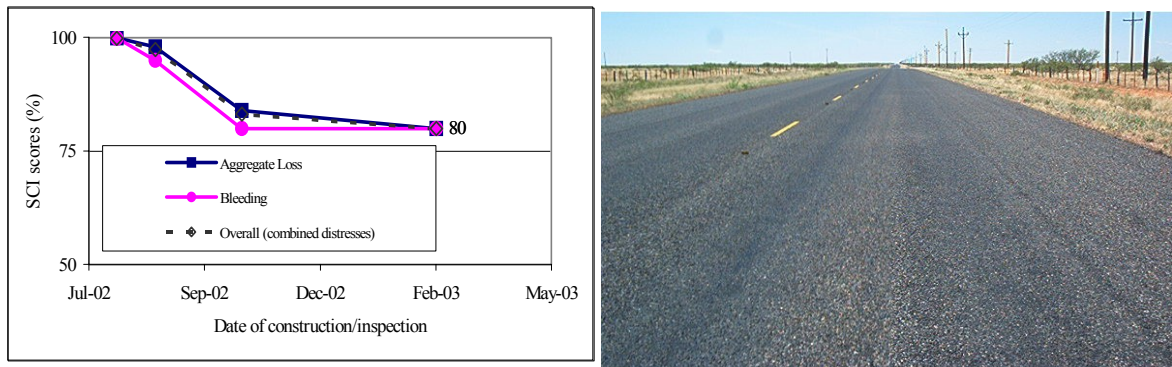 SCI scores (%)
100
75
50
80
Aggregate Loss
Bleeding
Overall (combined distresses)
Jul-02 Sep-02 Dec-02 Feb-03 May-03
Date of construction/inspection